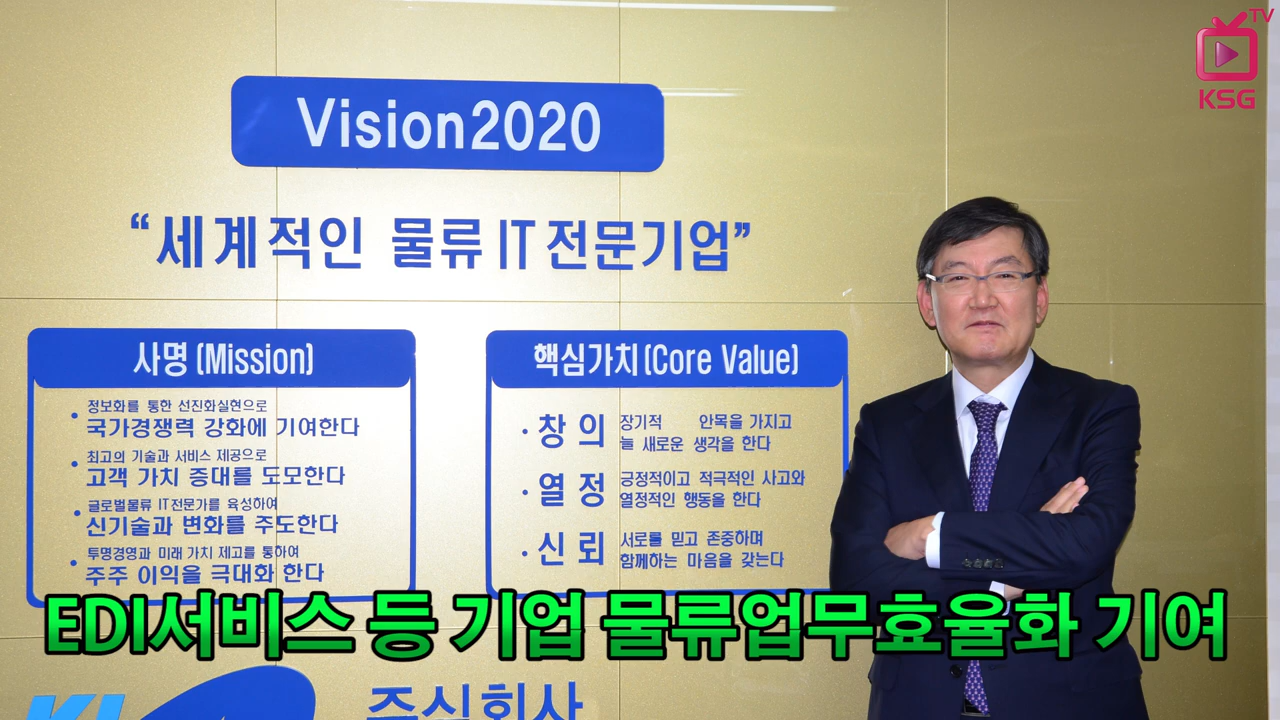 TV
KSG
Vision2020
“세계적인 물류 IT 전문기업”
사명(Mission)
• 정보화를 통한 선진화실현으로
국가경쟁력 강화에 기여한다
• 최고의 기술과 서비스 제공으로
고객 가치 증대를 도모한다
• 글로벌물류 IT전문가를 육성하여
신기술과 변화를 주도한다
• 투명경영과 미래 가치 제고를 통하여
주주 이익을 극대화 한다
핵심가치(Core Value)
· 창 의 장기적 안목을 가지고
늘 새로운 생각을 한다
· 열 정 긍정적이고 적극적인 사고와
열정적인 행동을 한다
· 신 뢰 서로를 믿고 존중하며
함께하는 마음을 갖는다
EDI서비스 등 기업 물류업무효율화 기여
주식회사